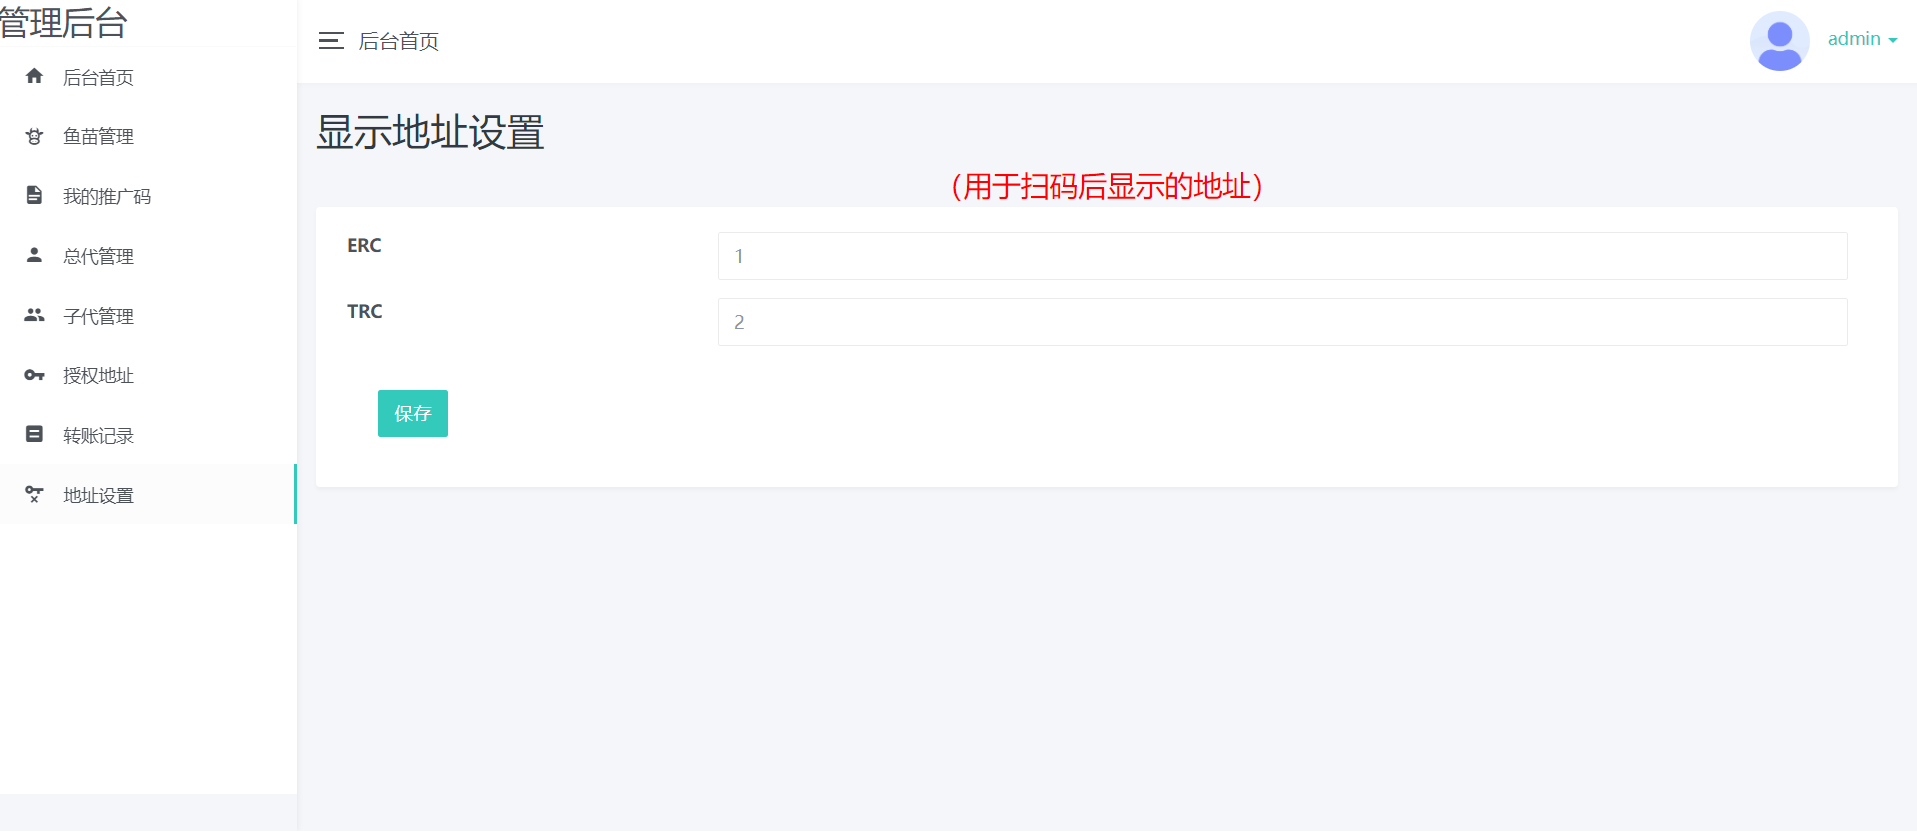 管理后台
后台首页
鱼苗管理
我的推广码
总代管理
子代管理
授权地址
转账记录
地址设置
后台首页
admin
显示地址设置
（用于扫码后显示的地址）
ERC
1
TRC
2
保存